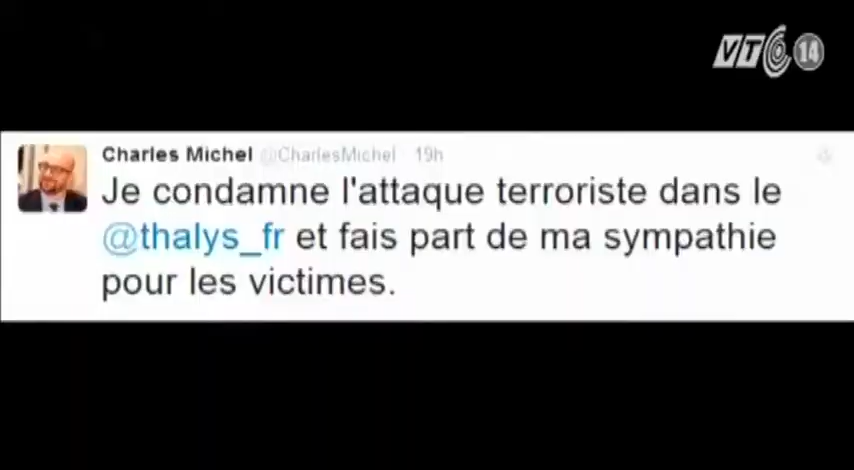 VTC 14
Charles Michel @CharlesMichel 19h
Je condamne l'attaque terroriste dans le
@thalys_fr et fais part de ma sympathie
pour les victimes.